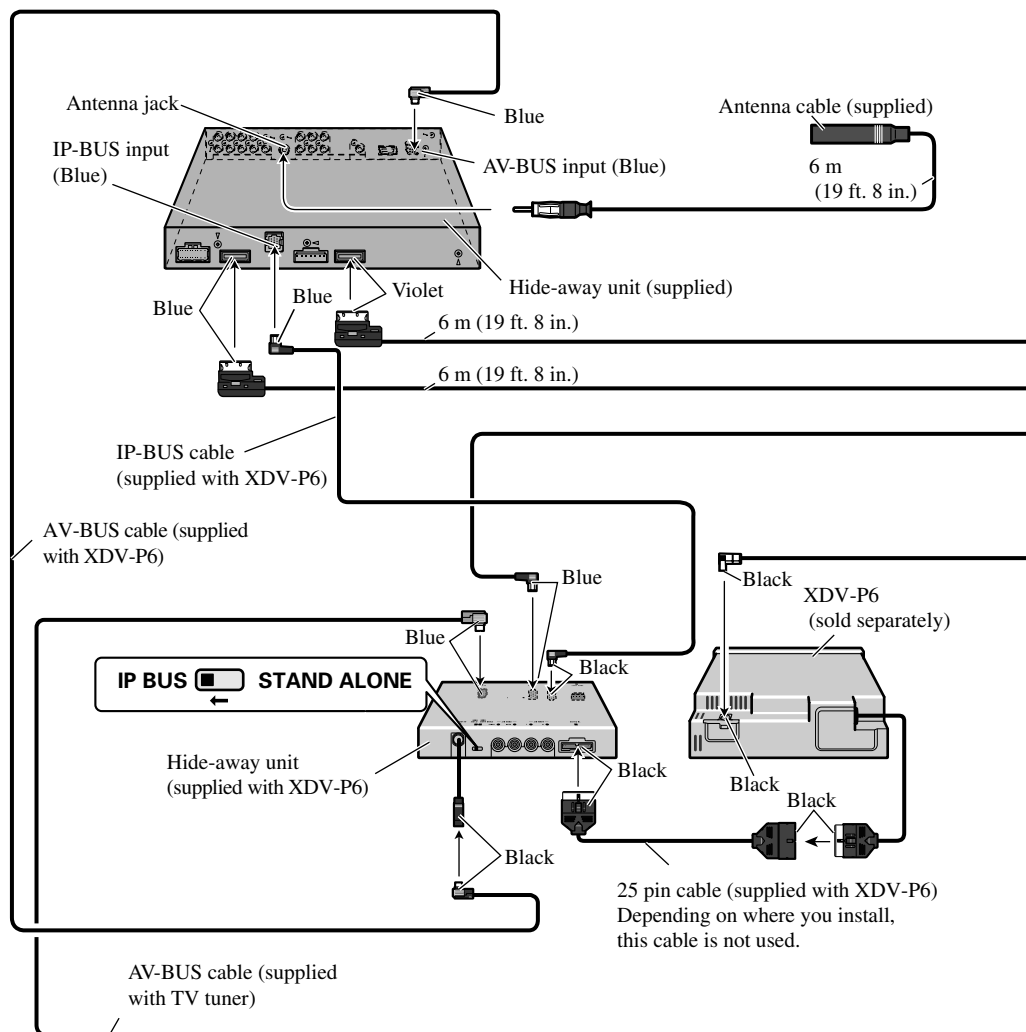 Antenna jack
Blue
Antenna cable (supplied)
IP-BUS input
(Blue)
AV-BUS input (Blue)
6 m
(19 ft. 8 in.)
Blue
Blue
Violet
Hide-away unit (supplied)
6 m (19 ft. 8 in.)
6 m (19 ft. 8 in.)
IP-BUS cable
(supplied with XDV-P6)
AV-BUS cable (supplied
with XDV-P6)
Blue
Black
XDV-P6
(sold separately)
Blue
Black
IP BUS STAND ALONE
Hide-away unit
(supplied with XDV-P6)
Black
Black
Black
Black
25 pin cable (supplied with XDV-P6)
Depending on where you install,
this cable is not used.
AV-BUS cable (supplied
with TV tuner)